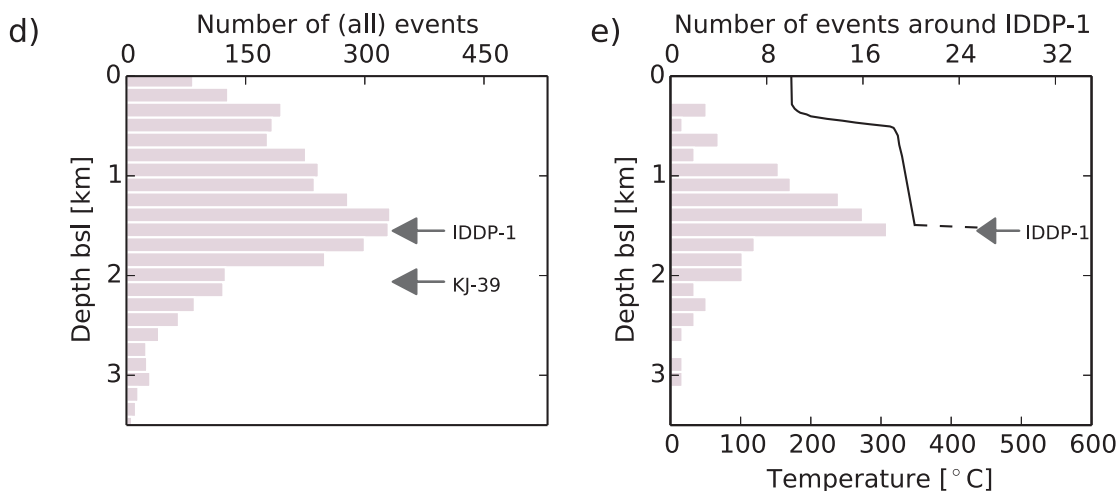 d)
Number of (all) events
0 150 300 450
0
1
2
3
Depth bsl [km]
IDDP-1
KJ-39
e)
Number of events around IDDP-1
0 8 16 24 32
0
1
2
3
Depth bsl [km]
IDDP-1
0 100 200 300 400 500 600
Temperature [°C]